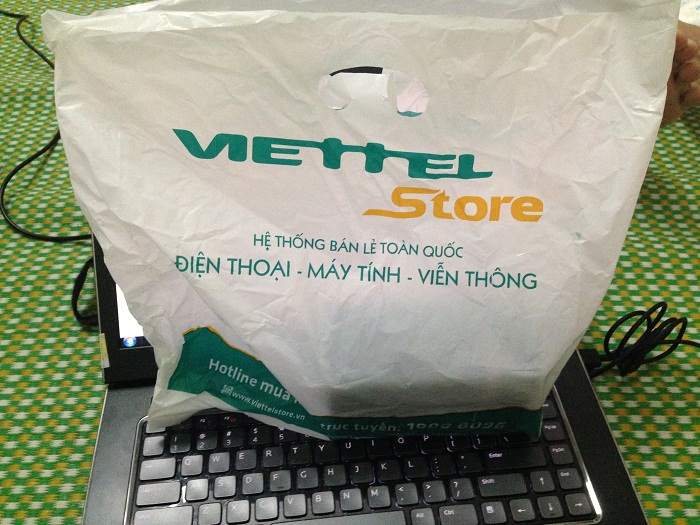 VIETTEL
Store
HỆ THỐNG BÁN LẺ TOÀN QUỐC
ĐIỆN THOẠI - MÁY TÍNH - VIỄN THÔNG
Hotline mua
www.viettelstore.vn
trực tuyến: